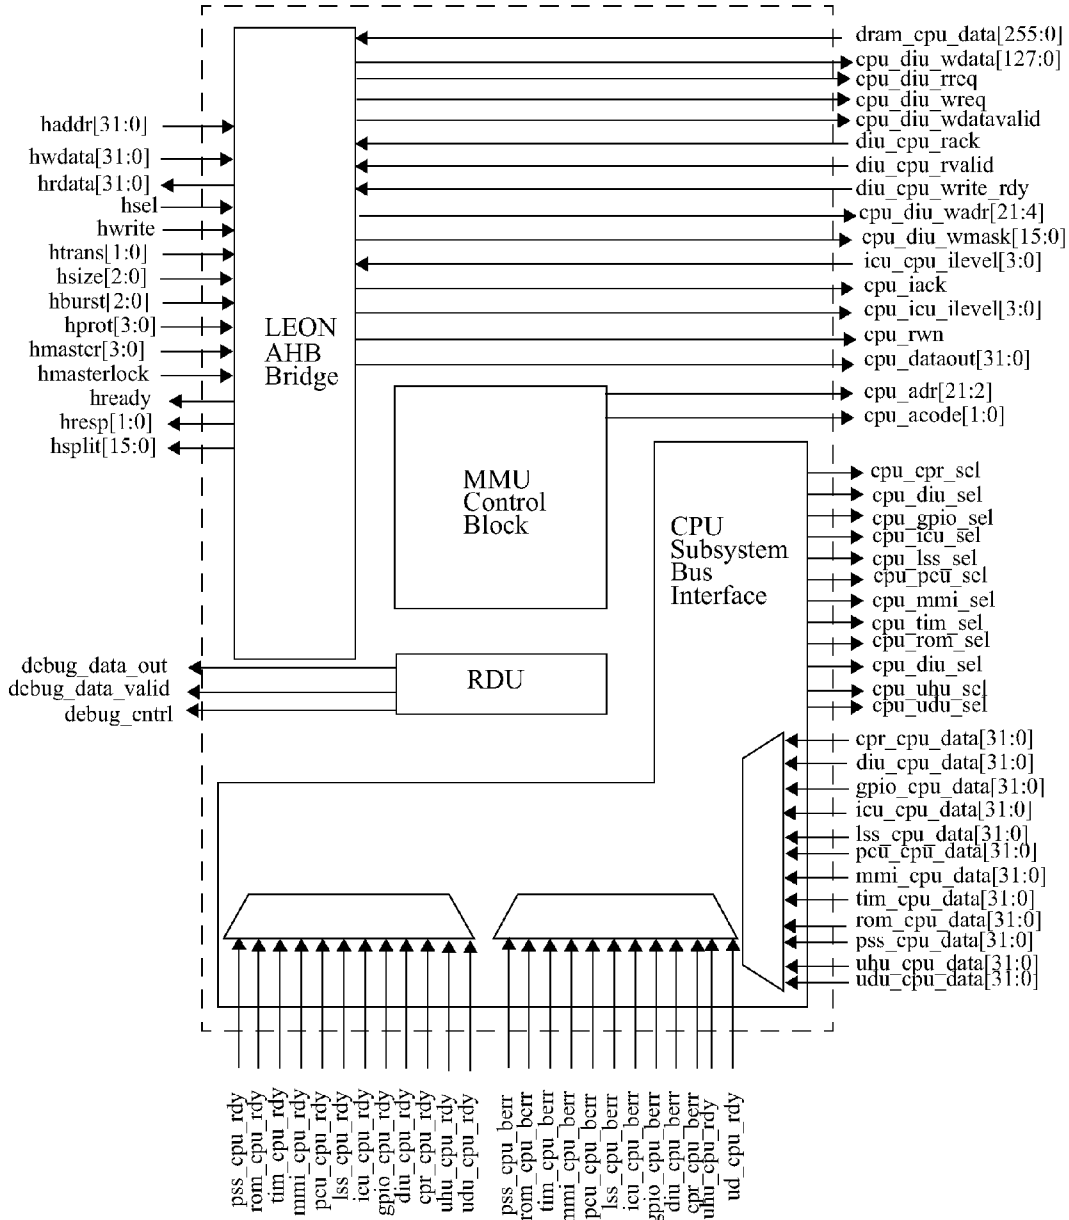 haddr[31:0]
hwdata[31:0]
hrdata[31:0]
hsel
hwrite
htrans[1:0]
hsize[2:0]
hburst[2:0]
hprot[3:0]
hmaster[3:0]
hmasterlock
hready
hresp[1:0]
hsplit[15:0]
LEON
AHB
Bridge
dram_cpu_data[255:0]
cpu_diu_wdata[127:0]
cpu_diu_rreq
cpu_diu_wreq
cpu_diu_wdatavalid
diu_cpu_rack
diu_cpu_rvalid
diu_cpu_write_rdy
cpu_diu_wadr[21:4]
cpu_diu_wmask[15:0]
icu_cpu_ilevel[3:0]
cpu_iack
cpu_icu_ilevel[3:0]
cpu_rwn
cpu_dataout[31:0]
cpu_adr[21:2]
cpu_acode[1:0]
MMU
Control
Block
CPU
Subsystem
Bus
Interface
cpu_cpr_sel
cpu_diu_sel
cpu_gpio_sel
cpu_icu_sel
cpu_lss_sel
cpu_pcu_sel
cpu_mmi_sel
cpu_tim_sel
cpu_rom_sel
cpu_diu_sel
cpu_uhu_sel
cpu_udu_sel
debug_data_out
debug_data_valid
debug_cntrl
RDU
cpr_cpu_data[31:0]
diu_cpu_data[31:0]
gpio_cpu_data[31:0]
icu_cpu_data[31:0]
lss_cpu_data[31:0]
pcu_cpu_data[31:0]
mmi_cpu_data[31:0]
tim_cpu_data[31:0]
rom_cpu_data[31:0]
pss_cpu_data[31:0]
uhu_cpu_data[31:0]
udu_cpu_data[31:0]
pss_cpu_rdy
rom_cpu_rdy
tim_cpu_rdy
mmi_cpu_rdy
pcu_cpu_rdy
lss_cpu_rdy
icu_cpu_rdy
gpio_cpu_rdy
diu_cpu_rdy
cpr_cpu_rdy
uhu_cpu_rdy
udu_cpu_rdy
pss_cpu_berr
rom_cpu_berr
tim_cpu_berr
mmi_cpu_berr
pcu_cpu_berr
lss_cpu_berr
icu_cpu_berr
gpio_cpu_berr
diu_cpu_berr
cpr_cpu_berr
uhu_cpu_rdy
ud_cpu_rdy